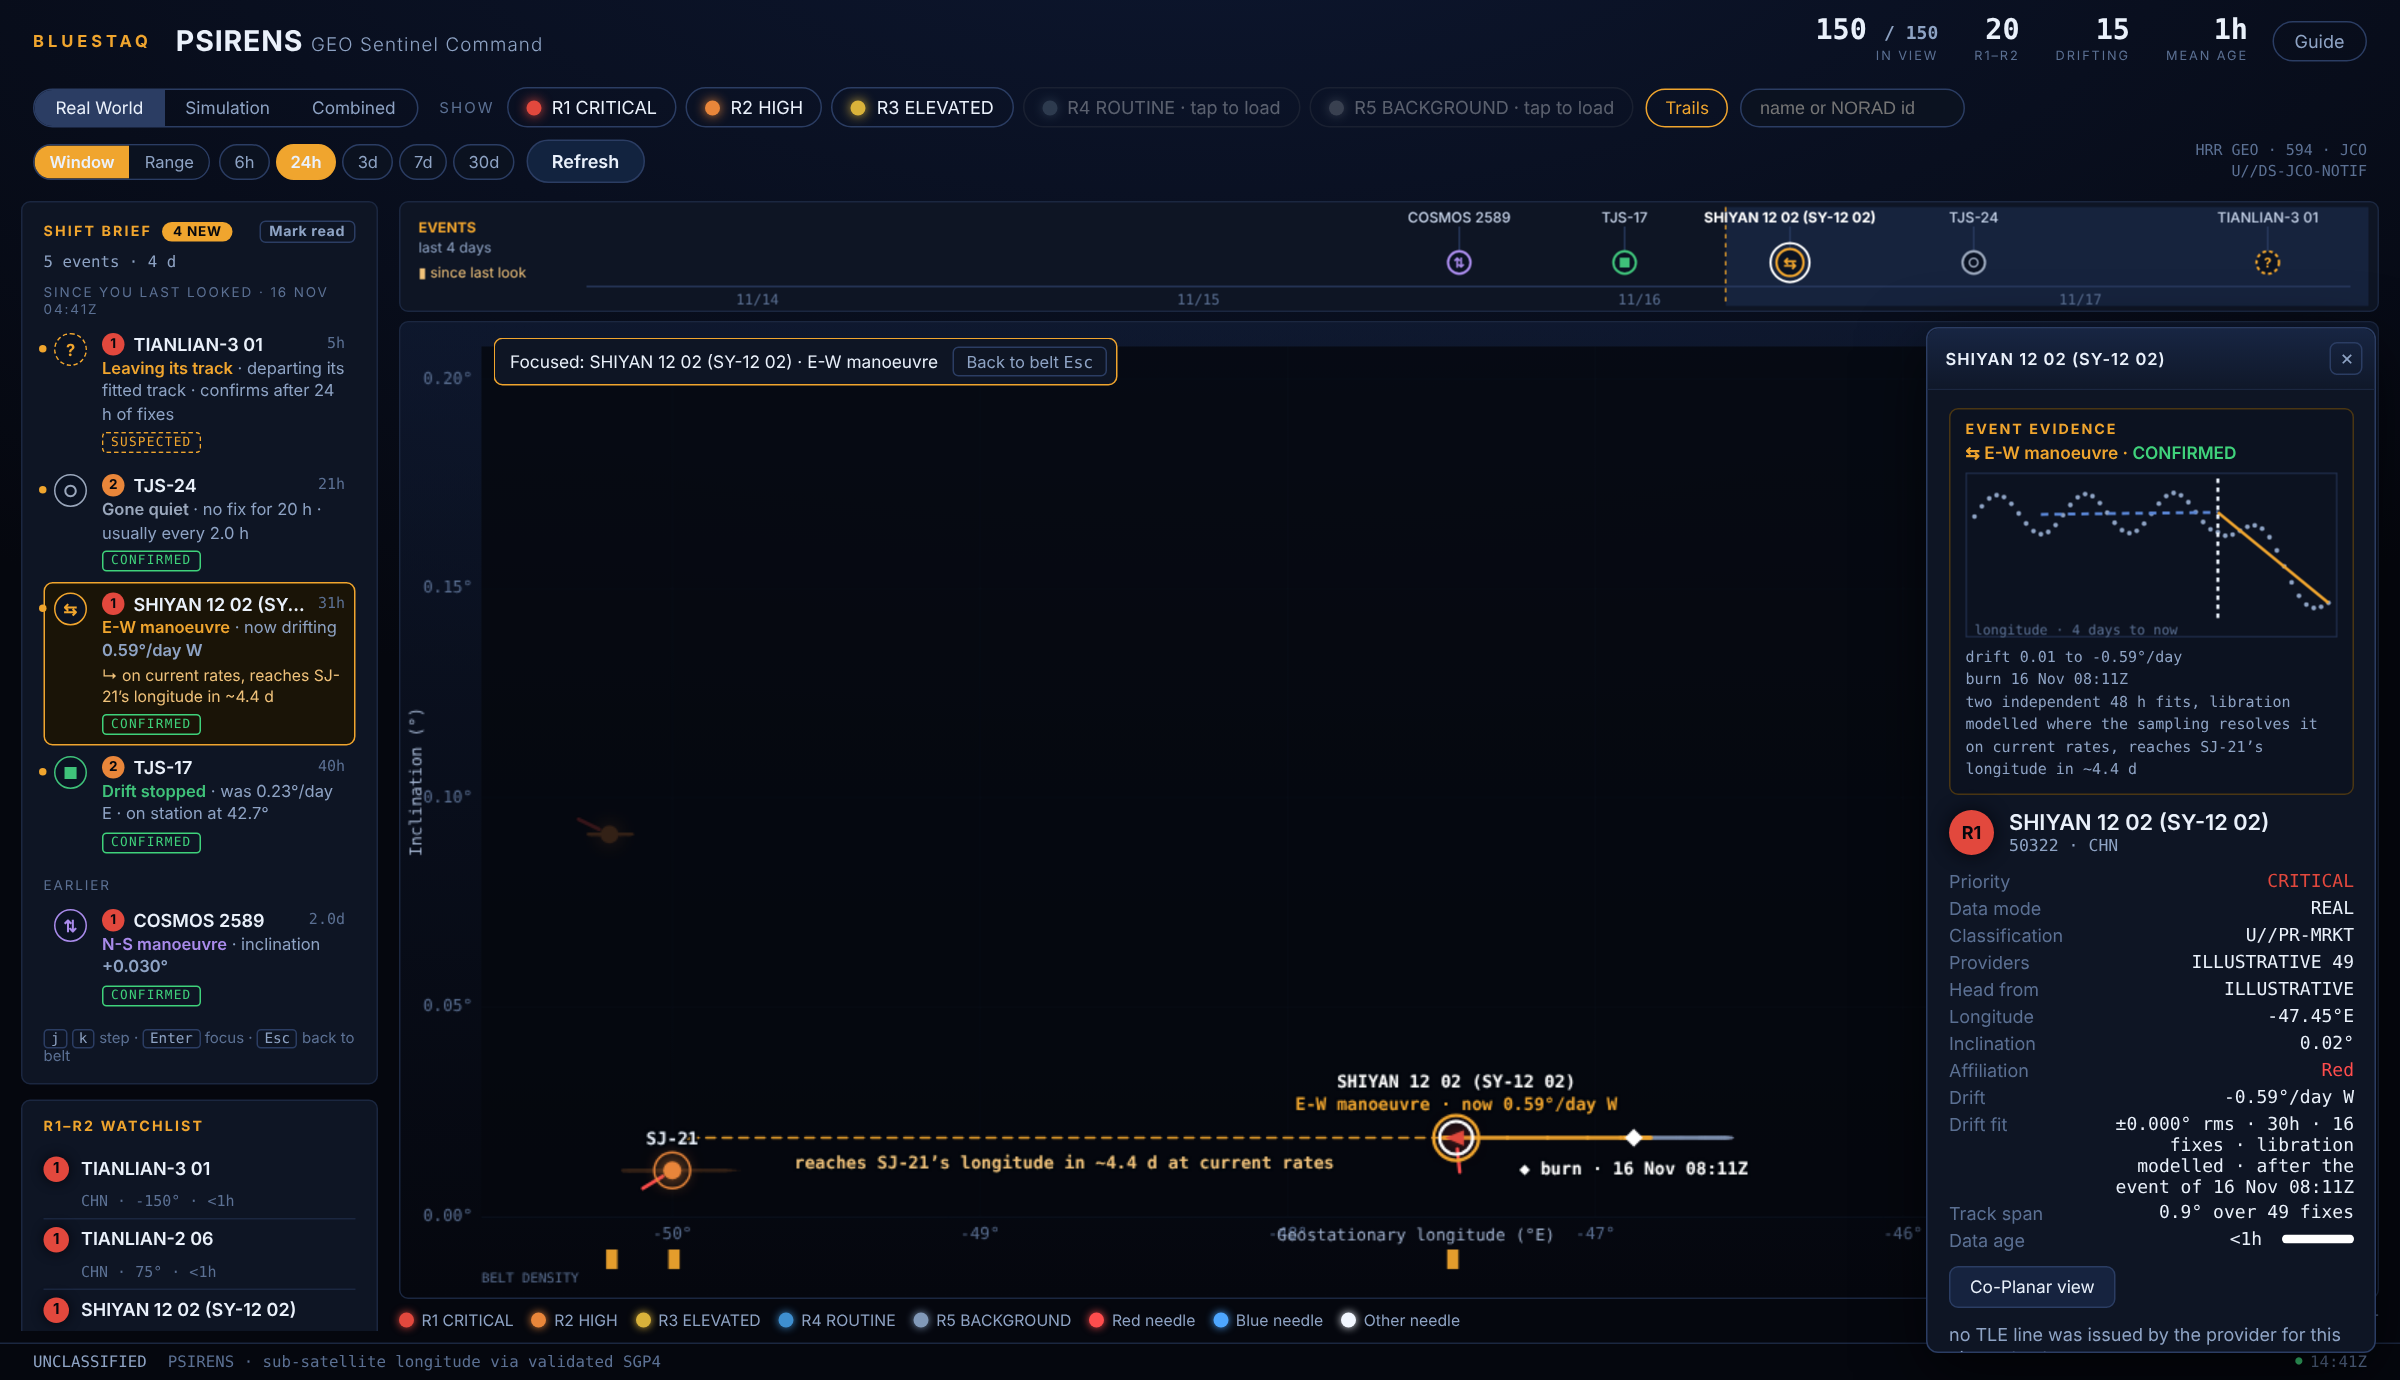 BLUESTAQ PSIRENS GEO Sentinel Command
150 / 150 IN VIEW
20 R1–R2
15 DRIFTING
1h MEAN AGE
Guide
Real World Simulation Combined SHOW R1 CRITICAL R2 HIGH R3 ELEVATED R4 ROUTINE · tap to load R5 BACKGROUND · tap to load Trails name or NORAD id
Window Range 6h 24h 3d 7d 30d Refresh
HRR GEO · 594 · JCO
U//DS-JCO-NOTIF
SHIFT BRIEF 4 NEW Mark read
5 events · 4 d
SINCE YOU LAST LOOKED · 16 NOV
04:41Z
? 1 TIANLIAN-3 01 5h
Leaving its track · departing its
fitted track · confirms after 24
h of fixes
SUSPECTED
2 TJS-24 21h
Gone quiet · no fix for 20 h ·
usually every 2.0 h
CONFIRMED
⇆ 1 SHIYAN 12 02 (SY... 31h
E-W manoeuvre · now drifting
0.59°/day W
↳ on current rates, reaches SJ-
21’s longitude in ~4.4 d
CONFIRMED
2 TJS-17 40h
Drift stopped · was 0.23°/day
E · on station at 42.7°
CONFIRMED
EARLIER
⇅ 1 COSMOS 2589 2.0d
N-S manoeuvre · inclination
+0.030°
CONFIRMED
j k step · Enter focus · Esc back to
belt
R1–R2 WATCHLIST
1 TIANLIAN-3 01
CHN · -150° · <1h
1 TIANLIAN-2 06
CHN · 75° · <1h
1 SHIYAN 12 02 (SY-12 02)
EVENTS
last 4 days
since last look
COSMOS 2589 TJS-17 SHIYAN 12 02 (SY-12 02) TJS-24 TIANLIAN-3 01
⇅ ⇆ ?
11/14 11/15 11/16 11/17
Focused: SHIYAN 12 02 (SY-12 02) · E-W manoeuvre Back to belt Esc
0.20°
0.15°
0.10°
0.05°
0.00°
Inclination (°)
SHIYAN 12 02 (SY-12 02)
E-W manoeuvre · now 0.59°/day W
SJ-21
reaches SJ-21’s longitude in ~4.4 d at current rates
◆ burn · 16 Nov 08:11Z
-50° -49° -48° -47° -46°
Geostationary longitude (°E)
BELT DENSITY
R1 CRITICAL R2 HIGH R3 ELEVATED R4 ROUTINE R5 BACKGROUND Red needle Blue needle Other needle
SHIYAN 12 02 (SY-12 02) ×
EVENT EVIDENCE
⇆ E-W manoeuvre · CONFIRMED
longitude · 4 days to now
drift 0.01 to -0.59°/day
burn 16 Nov 08:11Z
two independent 48 h fits, libration
modelled where the sampling resolves it
on current rates, reaches SJ-21’s
longitude in ~4.4 d
R1 SHIYAN 12 02 (SY-12 02)
50322 · CHN
Priority CRITICAL
Data mode REAL
Classification U//PR-MRKT
Providers ILLUSTRATIVE 49
Head from ILLUSTRATIVE
Longitude -47.45°E
Inclination 0.02°
Affiliation Red
Drift -0.59°/day W
Drift fit ±0.000° rms · 30h · 16
fixes · libration
modelled · after the
event of 16 Nov 08:11Z
Track span 0.9° over 49 fixes
Data age <1h
Co-Planar view
no TLE line was issued by the provider for this
UNCLASSIFIED PSIRENS · sub-satellite longitude via validated SGP4
14:41Z